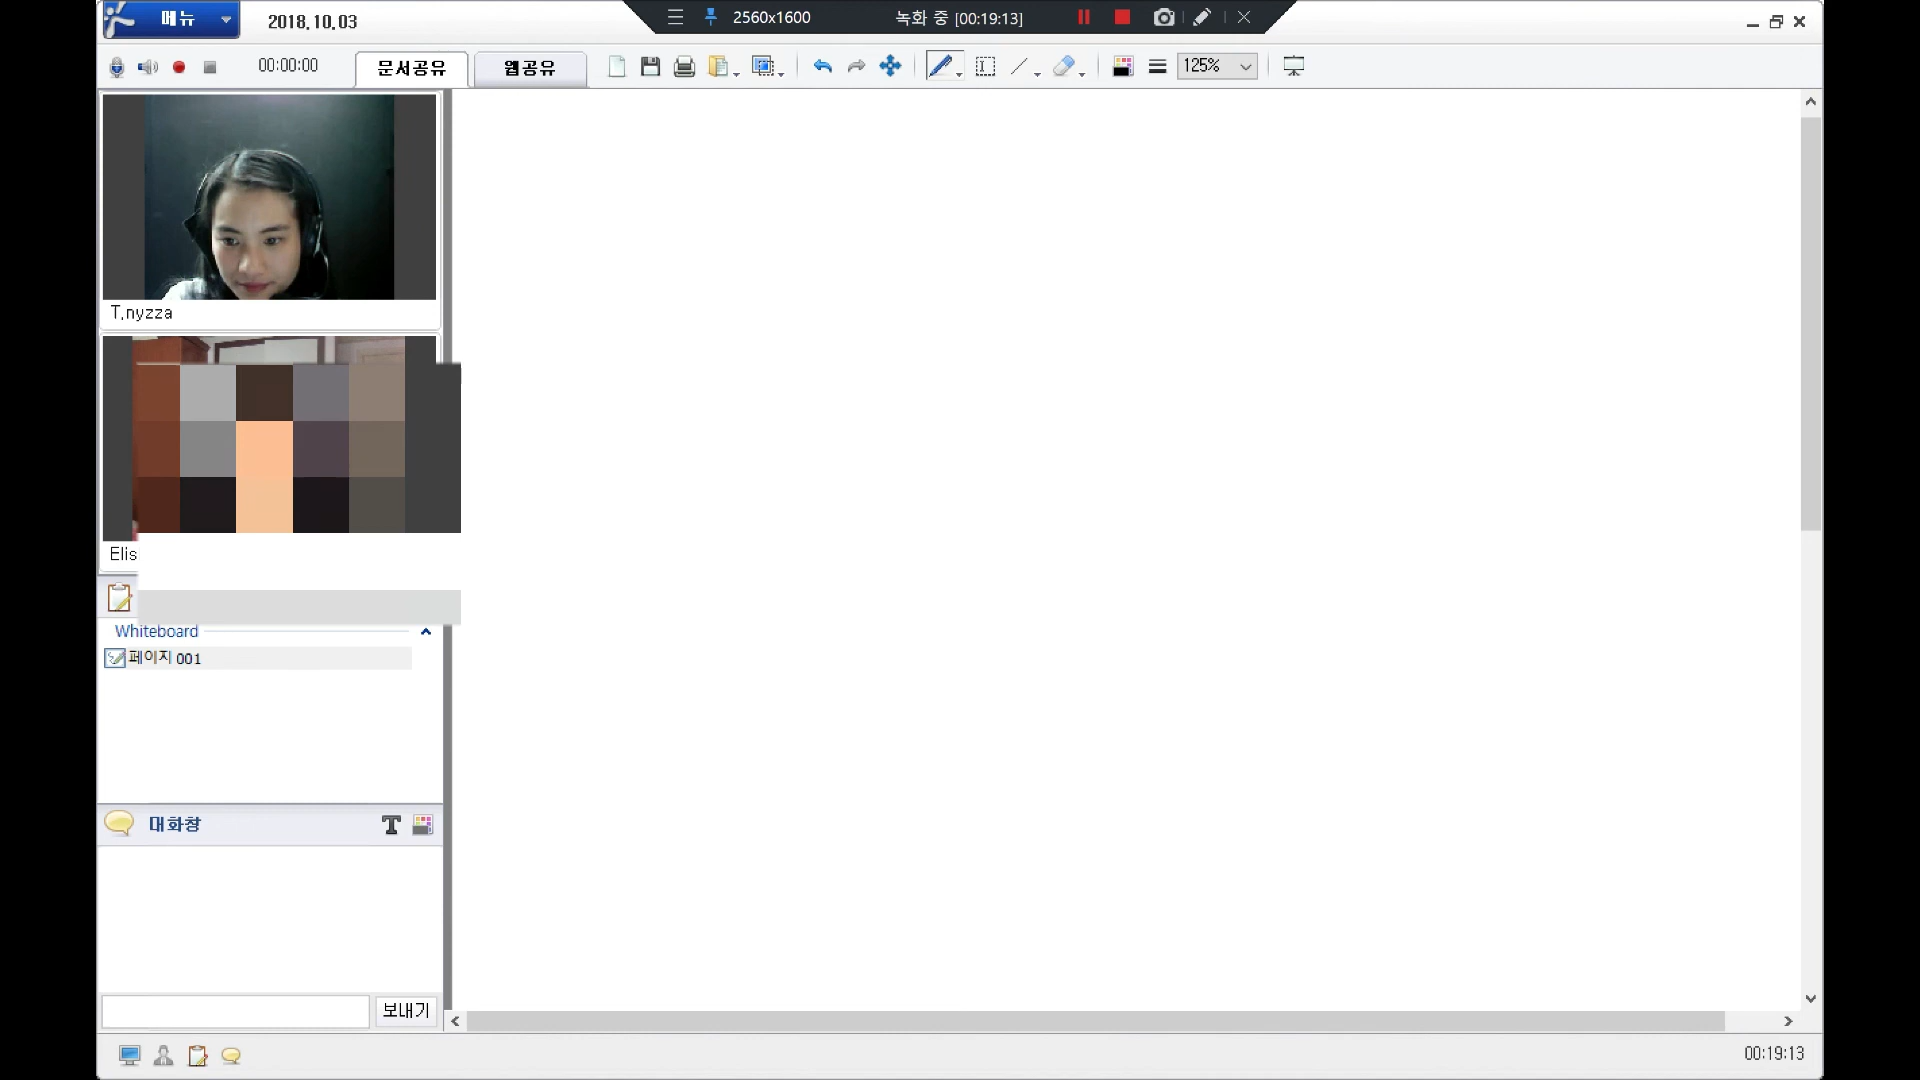 메뉴
2018.10.03
2560x1600
녹화 중 [00:19:13]
00:00:00
문서공유
웹공유
125%
T.nyzza
Elis
Whiteboard
페이지 001
대화창
T
보내기
00:19:13